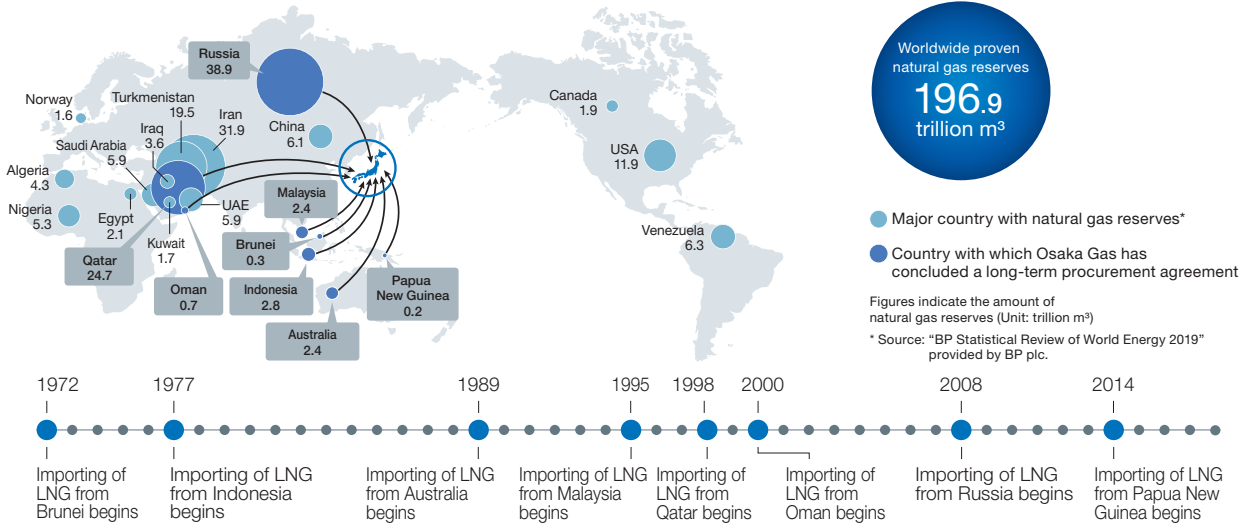 Russia
38.9
Norway
1.6
Turkmenistan
19.5
Iran
31.9
Iraq
3.6
Saudi Arabia
5.9
China
6.1
Algeria
4.3
Nigeria
5.3
Egypt
2.1
Kuwait
1.7
UAE
5.9
Malaysia
2.4
Brunei
0.3
Qatar
24.7
Oman
0.7
Indonesia
2.8
Papua
New Guinea
0.2
Australia
2.4
Canada
1.9
USA
11.9
Venezuela
6.3
Worldwide proven
natural gas reserves
196.9
trillion m³
Major country with natural gas reserves*
Country with which Osaka Gas has
concluded a long-term procurement agreement
Figures indicate the amount of
natural gas reserves (Unit: trillion m³)
* Source: “BP Statistical Review of World Energy 2019”
provided by BP plc.
1972
1977
1989
1995
1998
2000
2008
2014
Importing of
LNG from
Brunei begins
Importing of LNG
from Indonesia
begins
Importing of LNG
from Australia
begins
Importing of LNG
from Malaysia
begins
Importing of
LNG from
Qatar begins
Importing of
LNG from
Oman begins
Importing of LNG
from Russia begins
Importing of LNG
from Papua New
Guinea begins